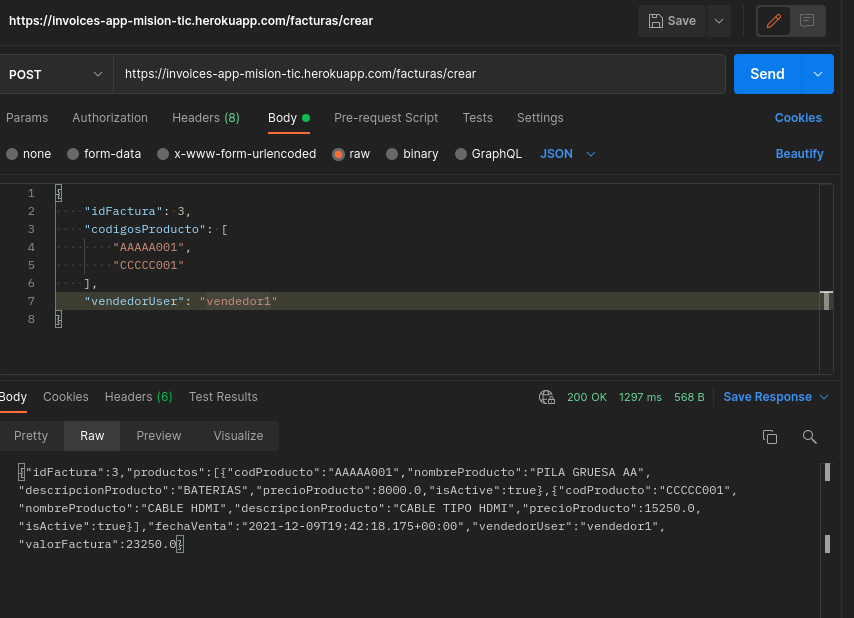 https://invoices-app-mision-tic.herokuapp.com/facturas/crear Save
POST https://invoices-app-mision-tic.herokuapp.com/facturas/crear Send
Params Authorization Headers (8) Body Pre-request Script Tests Settings Cookies
none form-data x-www-form-urlencoded raw binary GraphQL JSON Beautify
1 {
2 "idFactura": 3,
3 "codigosProducto": [
4 "AAAAA001",
5 "CCCCC001"
6 ],
7 "vendedorUser": "vendedor1"
8 }
Body Cookies Headers (6) Test Results 200 OK 1297 ms 568 B Save Response
Pretty Raw Preview Visualize
{"idFactura":3,"productos":[{"codProducto":"AAAAA001","nombreProducto":"PILA GRUESA AA",
"descripcionProducto":"BATERIAS","precioProducto":8000.0,"isActive":true},{"codProducto":"CCCCC001",
"nombreProducto":"CABLE HDMI","descripcionProducto":"CABLE TIPO HDMI","precioProducto":15250.0,
"isActive":true}],"fechaVenta":"2021-12-09T19:42:18.175+00:00","vendedorUser":"vendedor1",
"valorFactura":23250.0}